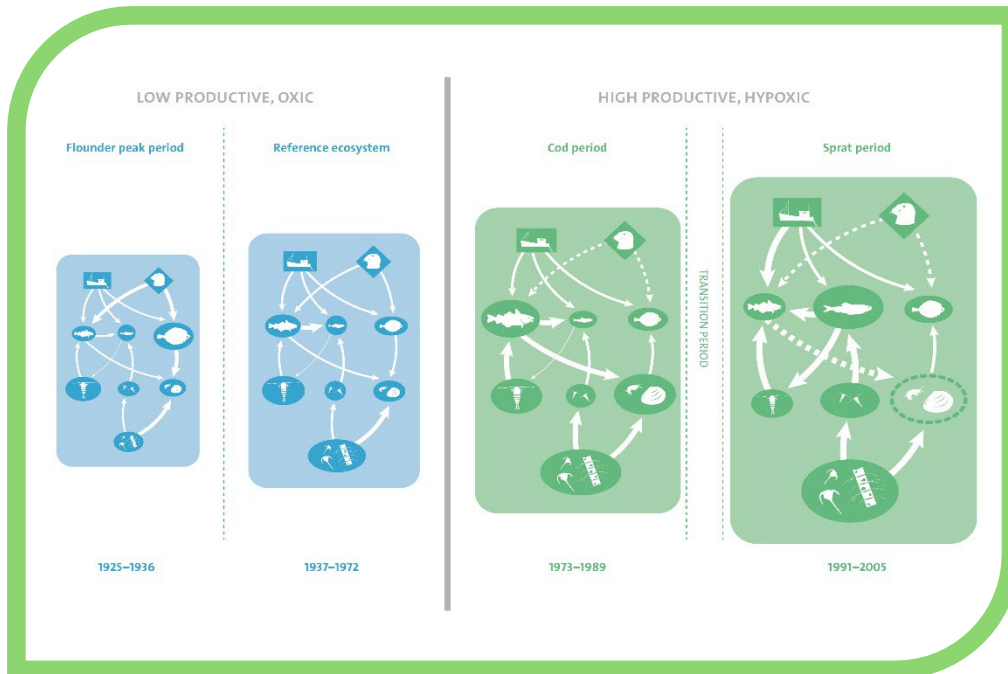 LOW PRODUCTIVE, OXIC
HIGH PRODUCTIVE, HYPOXIC
Flounder peak period
Reference ecosystem
Cod period
Sprat period
TRANSITION PERIOD
1925–1936
1937–1972
1973–1989
1991–2005